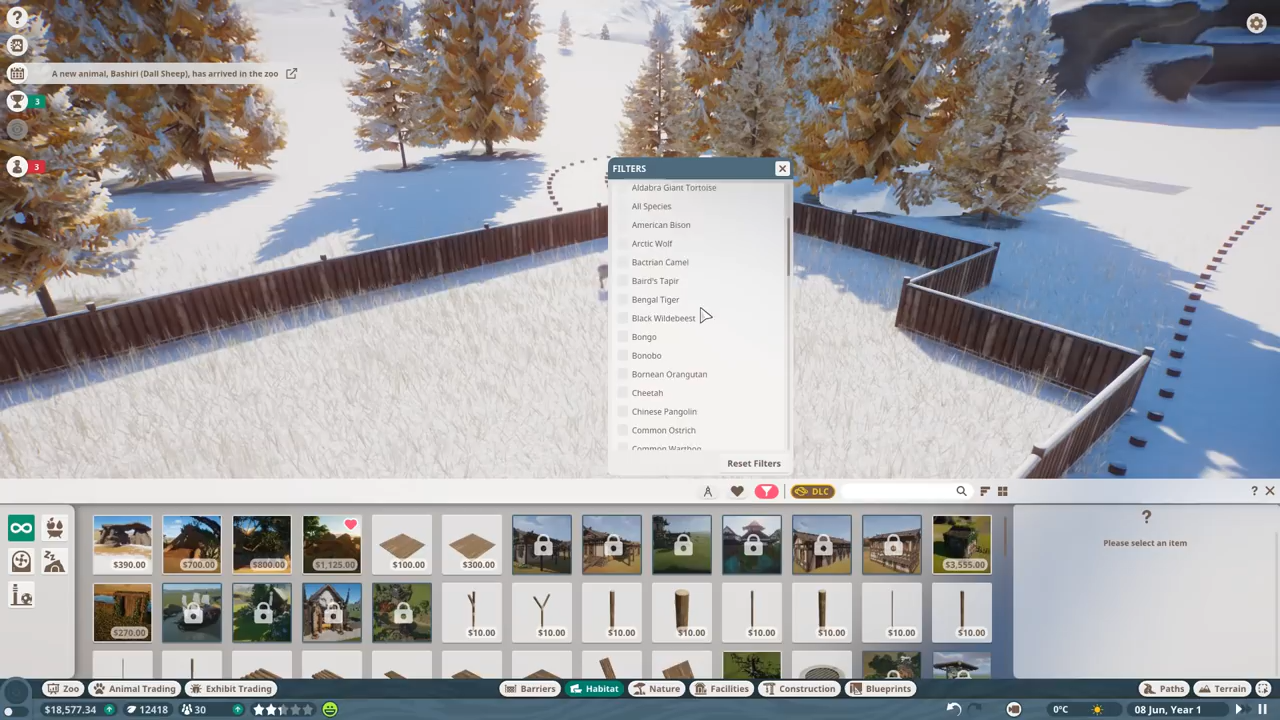 ?
A new animal, Bashiri (Dall Sheep), has arrived in the zoo
3
3
FILTERS
Aldabra Giant Tortoise
All Species
American Bison
Arctic Wolf
Bactrian Camel
Baird's Tapir
Bengal Tiger
Black Wildebeest
Bongo
Bonobo
Bornean Orangutan
Cheetah
Chinese Pangolin
Common Ostrich
Common Warthog
Reset Filters
DLC
?
$390.00
$700.00
$800.00
$1,125.00
$100.00
$300.00
$3,555.00
?
Please select an item
$270.00
$10.00
$10.00
$10.00
$10.00
$10.00
$10.00
$10.00
$10.00
Zoo
Animal Trading
Exhibit Trading
Barriers
Habitat
Nature
Facilities
Construction
Blueprints
Paths
Terrain
$18,577.34
12418
30
0°C
08 Jun, Year 1